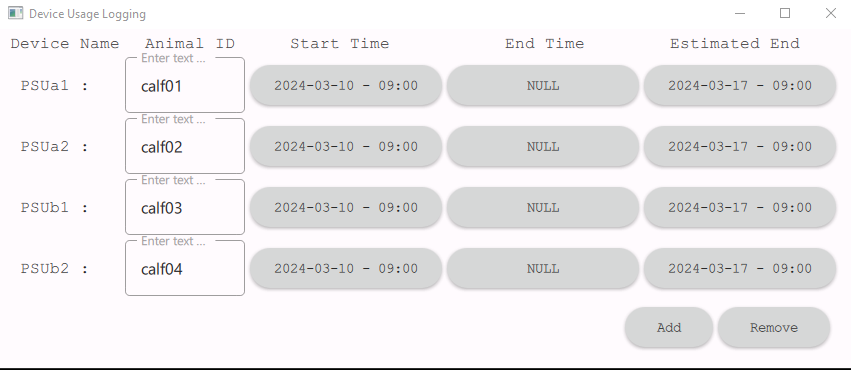 Device Usage Logging
Device Name Animal ID Start Time End Time Estimated End
Enter text ...
PSUa1 : calf01 2024-03-10 - 09:00 NULL 2024-03-17 - 09:00
Enter text ...
PSUa2 : calf02 2024-03-10 - 09:00 NULL 2024-03-17 - 09:00
Enter text ...
PSUb1 : calf03 2024-03-10 - 09:00 NULL 2024-03-17 - 09:00
Enter text ...
PSUb2 : calf04 2024-03-10 - 09:00 NULL 2024-03-17 - 09:00
Add Remove